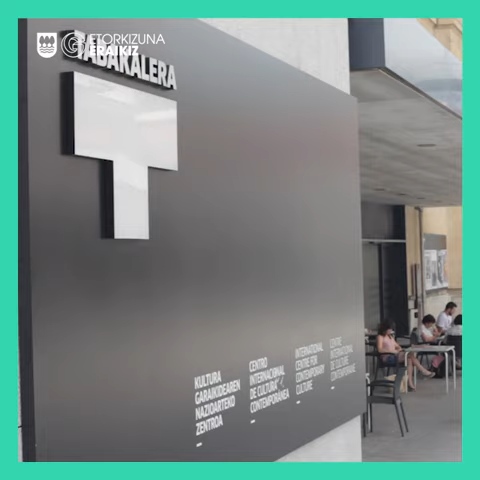 ETORKIZUNA
ERAIKIZ
TABAKALERA
T
KULTURA
GARAIKIDEAREN
NAZIOARTEKO
ZENTROA
CENTRO
INTERNACIONAL
DE CULTURA
CONTEMPORÁNEA
INTERNATIONAL
CENTRE FOR
CONTEMPORARY
CULTURE
CENTRE
INTERNATIONAL
DE CULTURE
CONTEMPORAINE